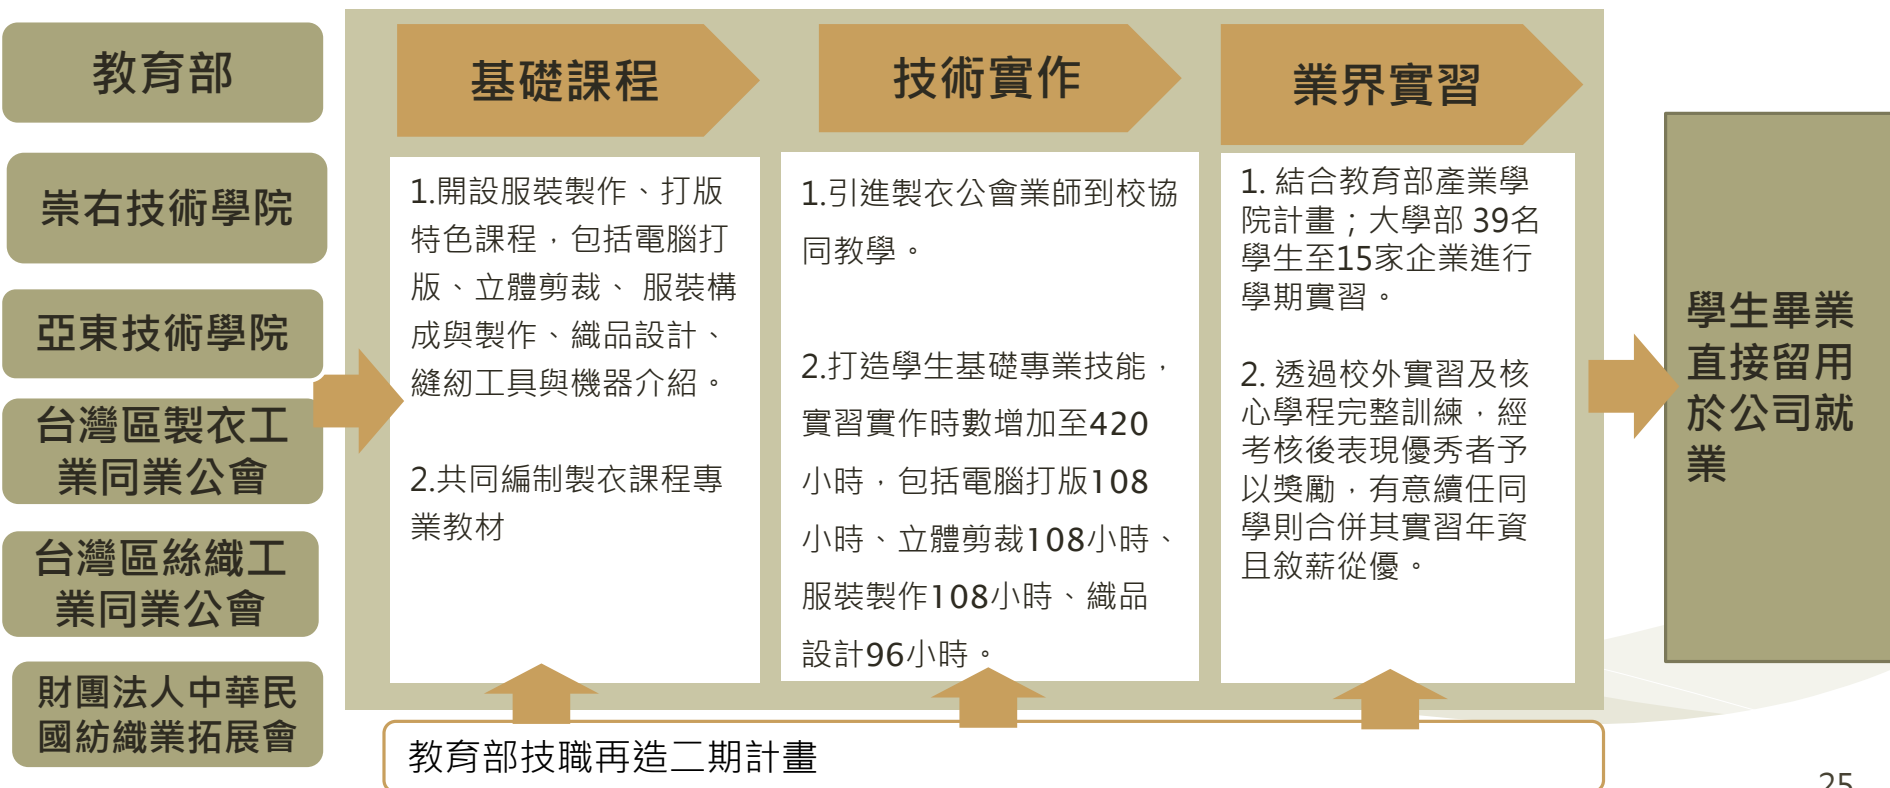 教育部
崇右技術學院
亞東技術學院
台灣區製衣工
業同業公會
台灣區絲織工
業同業公會
財團法人中華民
國紡織業拓展會
基礎課程
1.開設服裝製作、打版
特色課程，包括電腦打
版、立體剪裁、 服裝構
成與製作、織品設計、
縫紉工具與機器介紹。
2.共同編制製衣課程專
業教材
技術實作
1.引進製衣公會業師到校協
同教學。
2.打造學生基礎專業技能，
實習實作時數增加至420
小時，包括電腦打版108
小時、立體剪裁108小時、
服裝製作108小時、織品
設計96小時。
業界實習
1. 結合教育部產業學
院計畫；大學部 39名
學生至15家企業進行
學期實習。
2. 透過校外實習及核
心學程完整訓練，經
考核後表現優秀者予
以獎勵，有意續任同
學則合併其實習年資
且敘薪從優。
學生畢業
直接留用
於公司就
業
教育部技職再造二期計畫
25